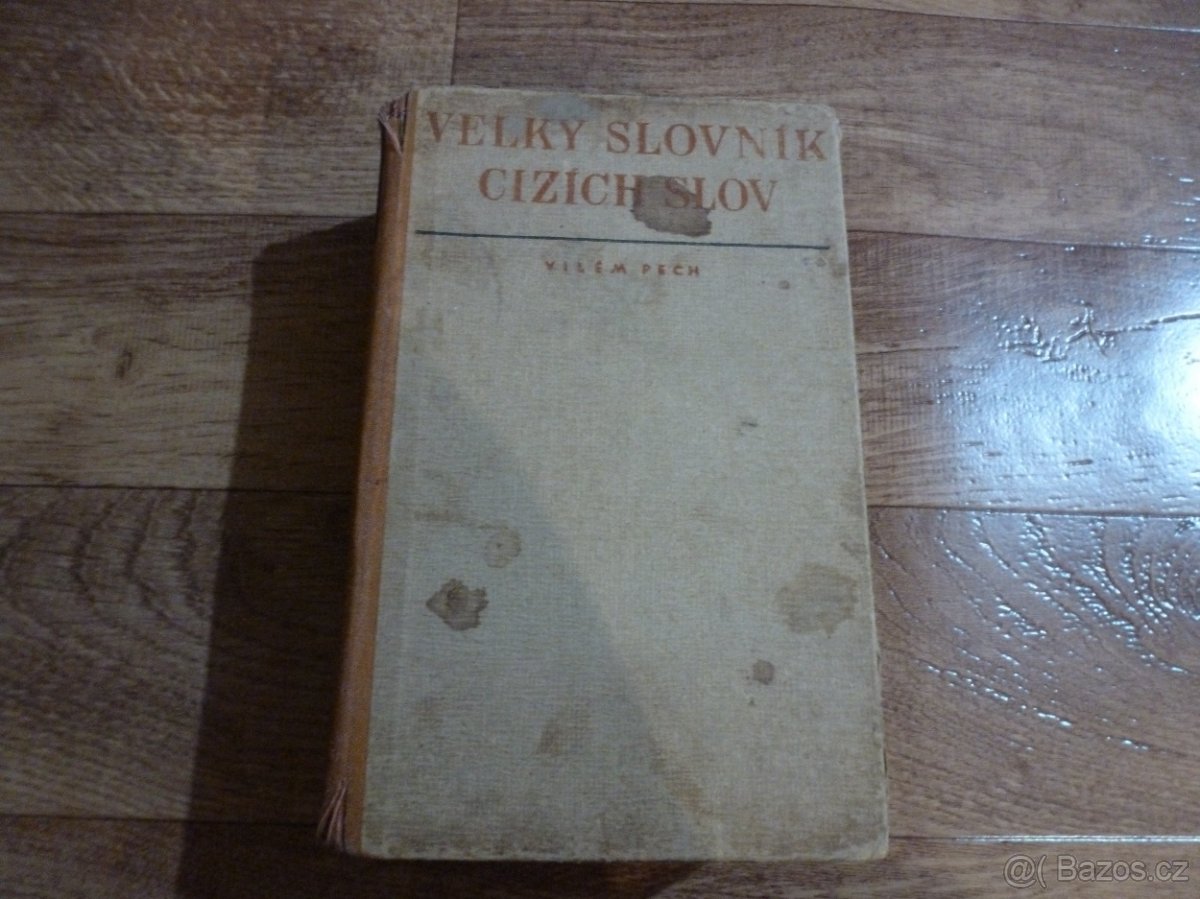 VELKÝ SLOVNÍK
CIZÍCH SLOV
VILÉM PECH
@( Bazos.cz